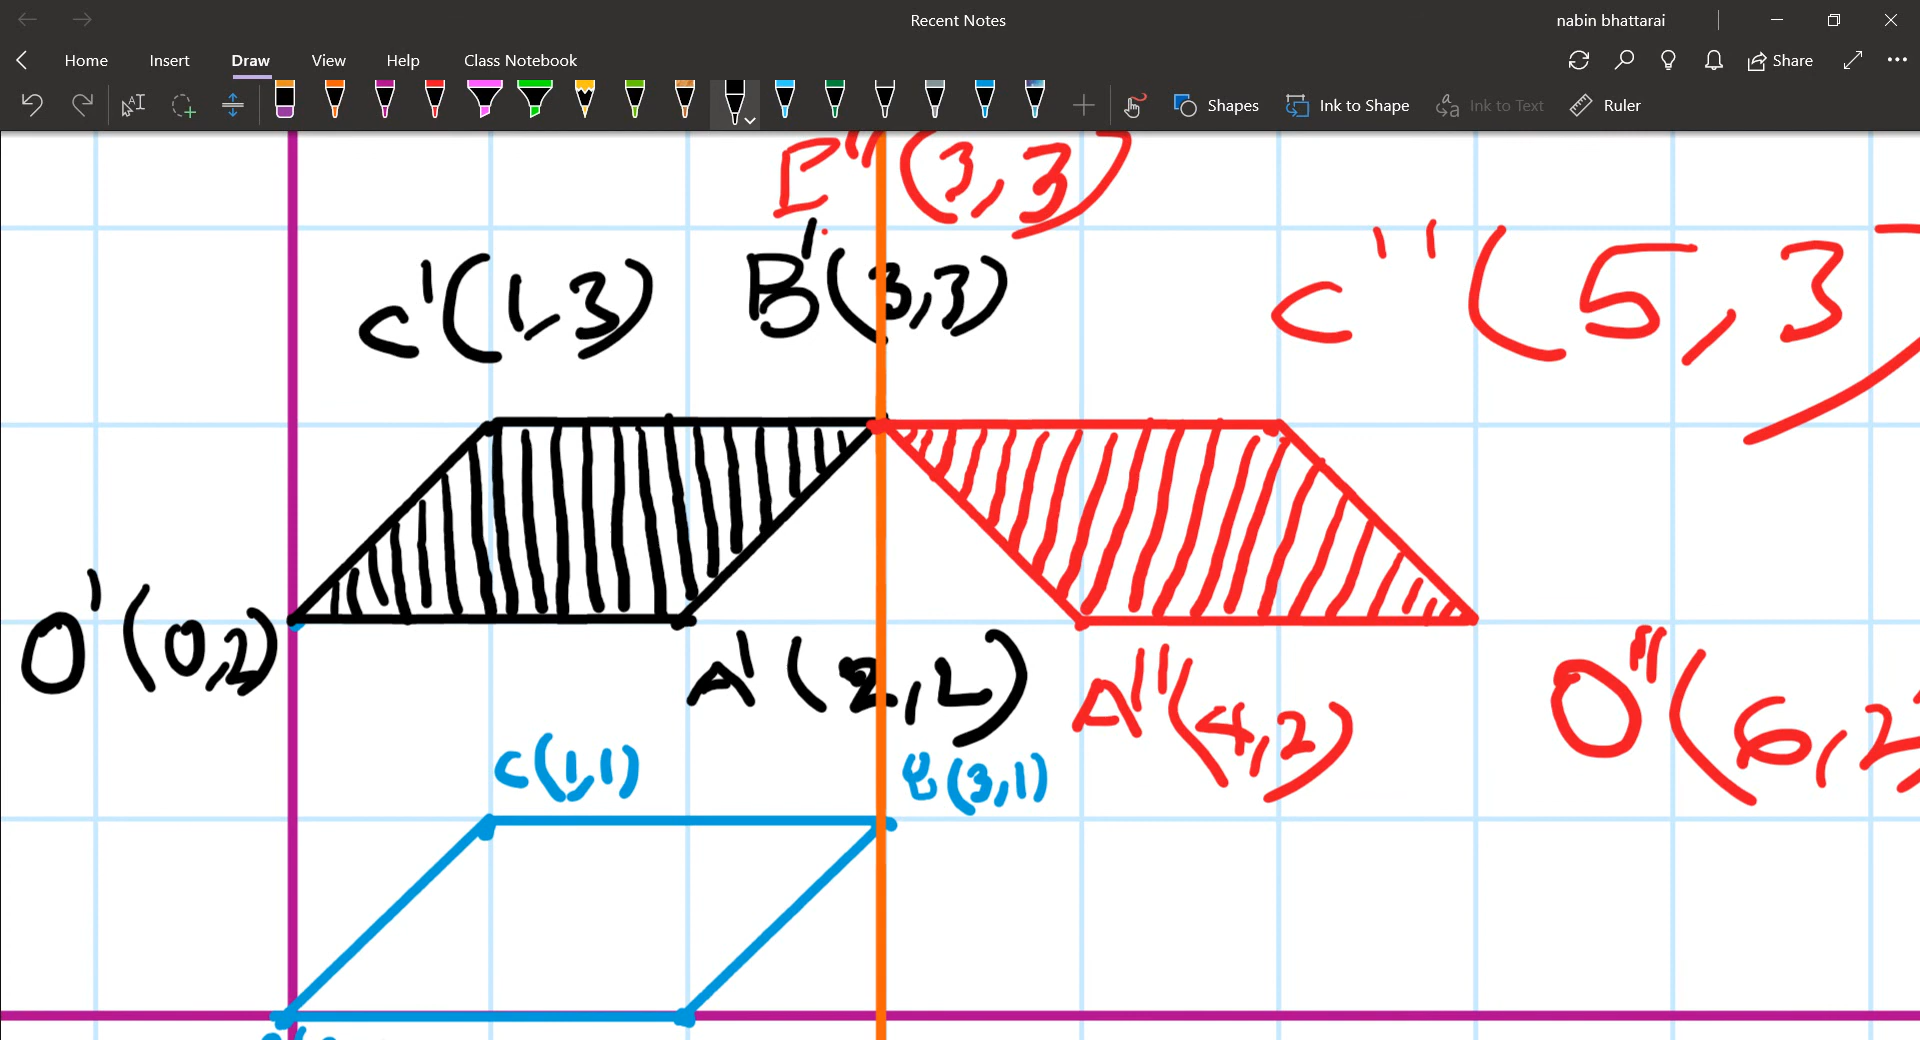 Recent Notes
nabin bhattarai
Home Insert Draw View Help Class Notebook
Share
Shapes Ink to Shape Ink to Text Ruler
(3,3)
C'(1,3) B'(3,3) C''(5,3)
O'(0,2) A'(2,2) A''(4,2) O''(6,2
C(1,1) B(3,1)